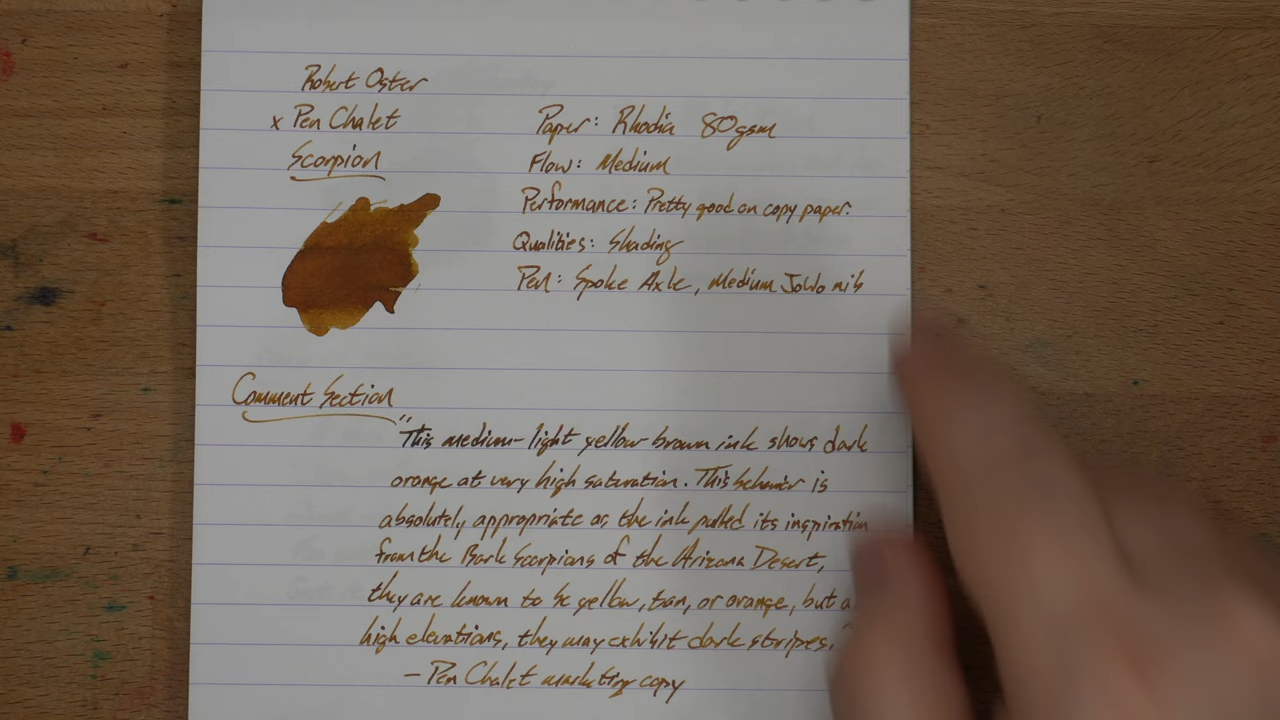 Robert Oster
x Pen Chalet
Scorpion
Paper: Rhodia 80gsm
Flow: Medium
Performance: Pretty good on copy paper.
Qualities: Shading
Pen: Spoke Axle, Medium JoWo nib
Comment Section
"This medium-light yellow brown ink shows dark
orange at very high saturation. This behavior is
absolutely appropriate as the ink pulled its inspiration
from the Bark Scorpions of the Arizona Desert,
they are known to be yellow, tan, or orange, but a
high elevations, they may exhibit dark stripes."
- Pen Chalet marketing copy